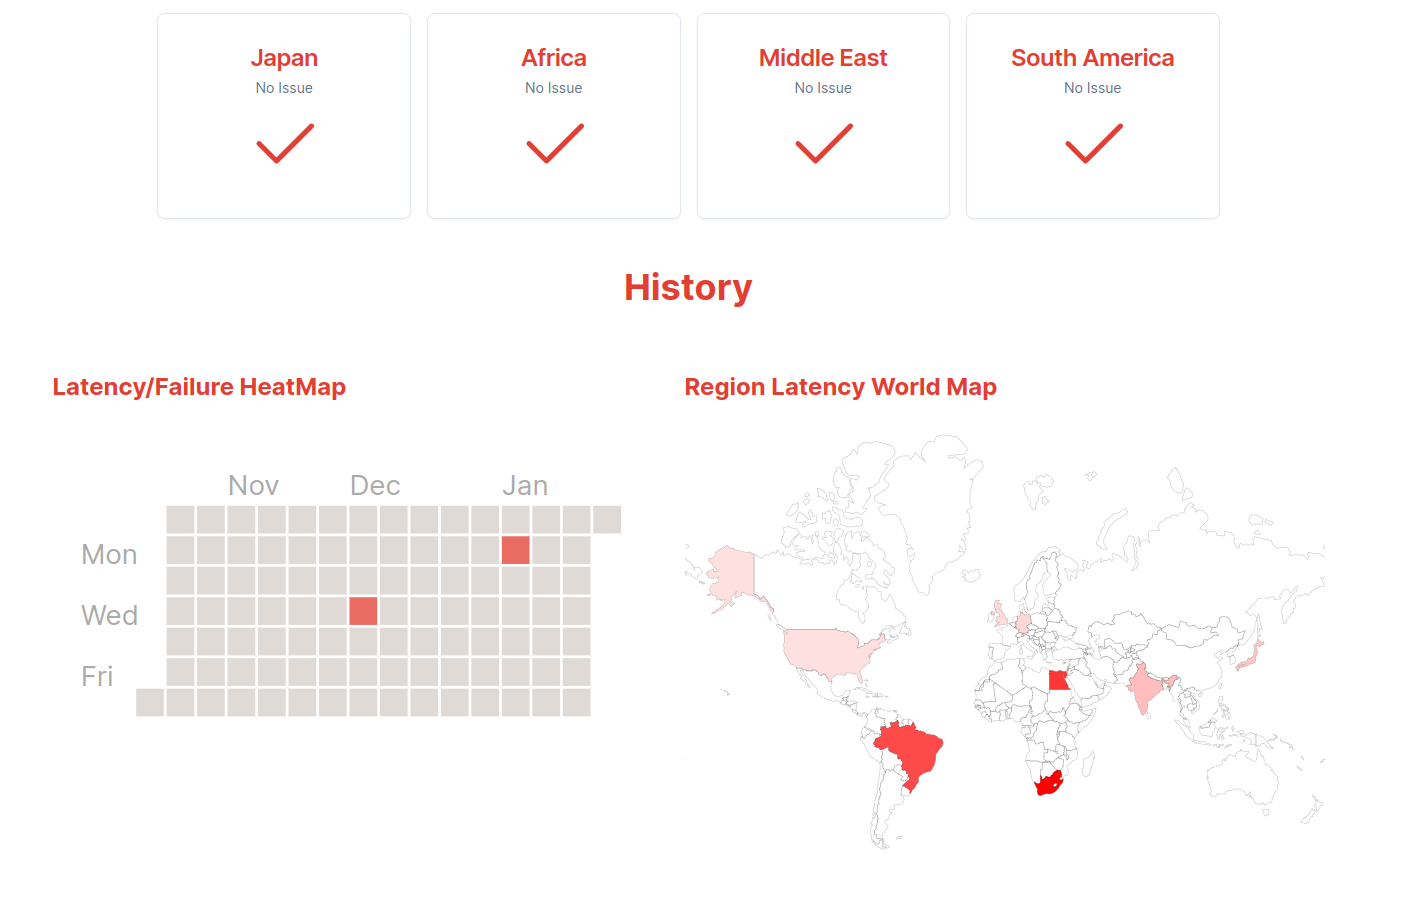 Japan
No Issue
Africa
No Issue
Middle East
No Issue
South America
No Issue
History
Latency/Failure HeatMap
Region Latency World Map
Nov Dec Jan
Mon
Wed
Fri